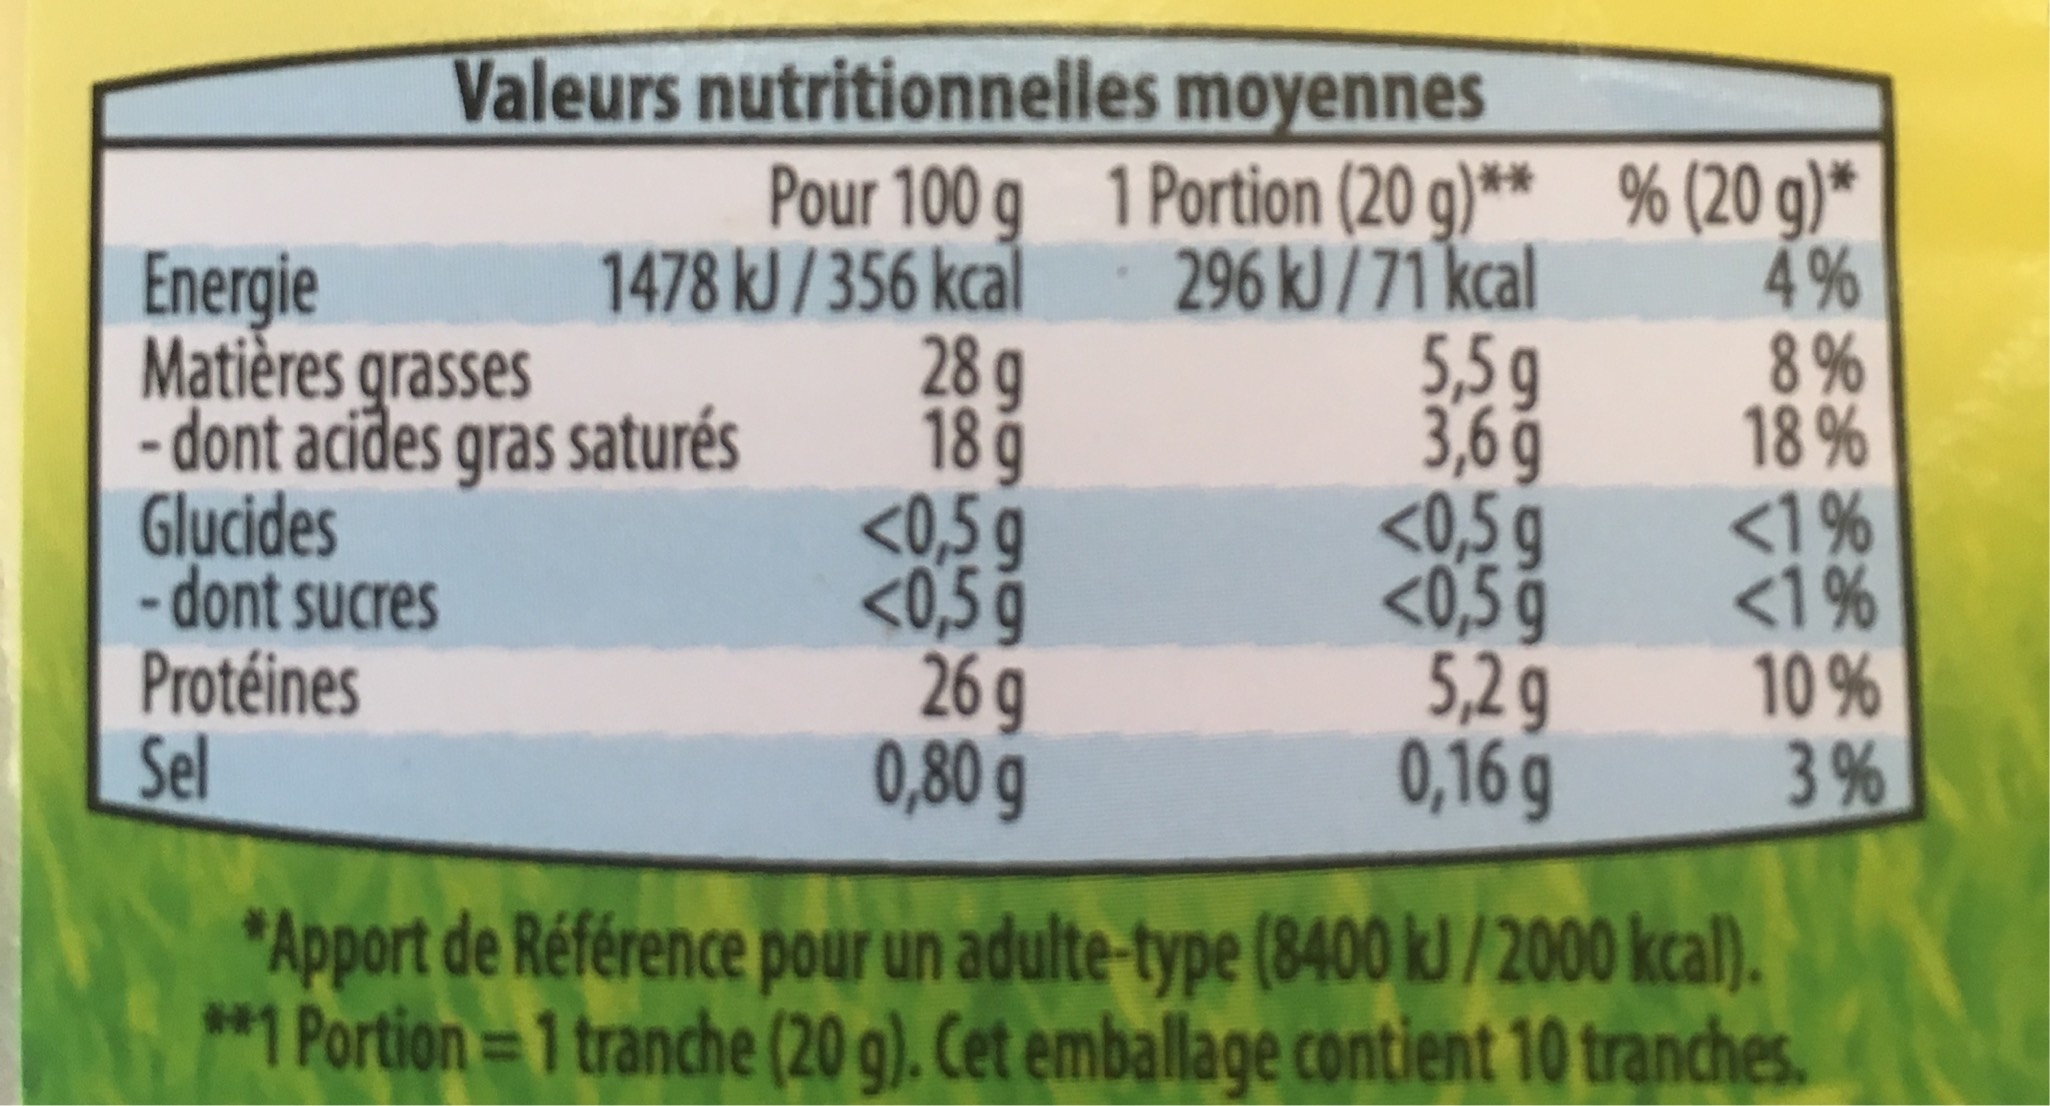 Valeurs nutritionnelles moyennes
Pour 100 g 1 Portion (20 g)** % (20 g)*
Energie 1478 kJ / 356 kcal 296 kJ / 71 kcal 4 %
Matières grasses 28 g 5,5 g 8 %
- dont acides gras saturés 18 g 3,6 g 18 %
Glucides <0,5 g <0,5 g <1 %
- dont sucres <0,5 g <0,5 g <1 %
Protéines 26 g 5,2 g 10 %
Sel 0,80 g 0,16 g 3 %
*Apport de Référence pour un adulte-type (8400 kJ / 2000 kcal).
**1 Portion = 1 tranche (20 g). Cet emballage contient 10 tranches.